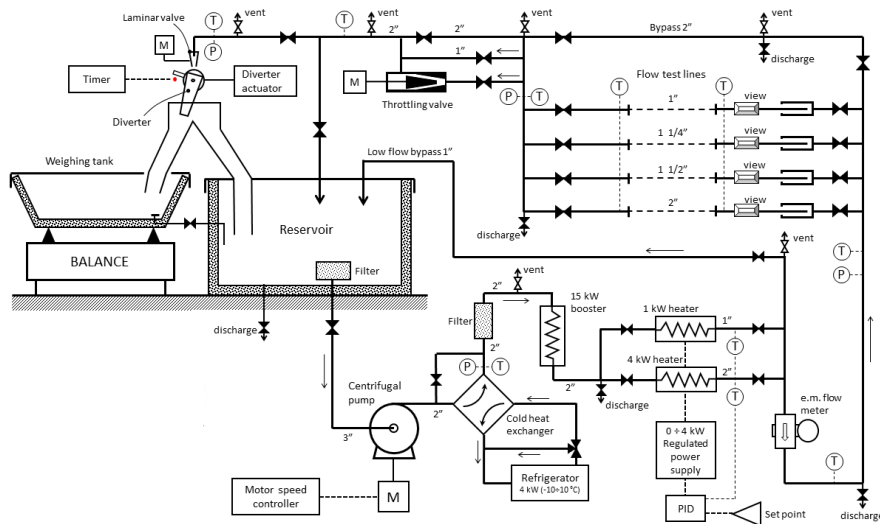 Laminar valve
vent
T
P
M
Timer
Diverter
actuator
Diverter
T
2”
2”
1”
vent
M
Throttling valve
vent
P
T
Bypass 2”
vent
discharge
Flow test lines
T
T
1”
view
1 1/4”
view
1 1/2”
view
2”
view
discharge
Weighing tank
BALANCE
Low flow bypass 1”
Reservoir
Filter
discharge
vent
T
P
vent
2”
Filter
2”
15 kW
booster
2”
1 kW heater
1”
T
4 kW heater
2”
T
discharge
P
T
Centrifugal
pump
3”
2”
Cold heat
exchanger
Refrigerator
4 kW (-10÷10°C)
Motor speed
controller
M
0 ÷ 4 kW
Regulated
power
supply
PID
Set point
e.m. flow
meter
T
discharge